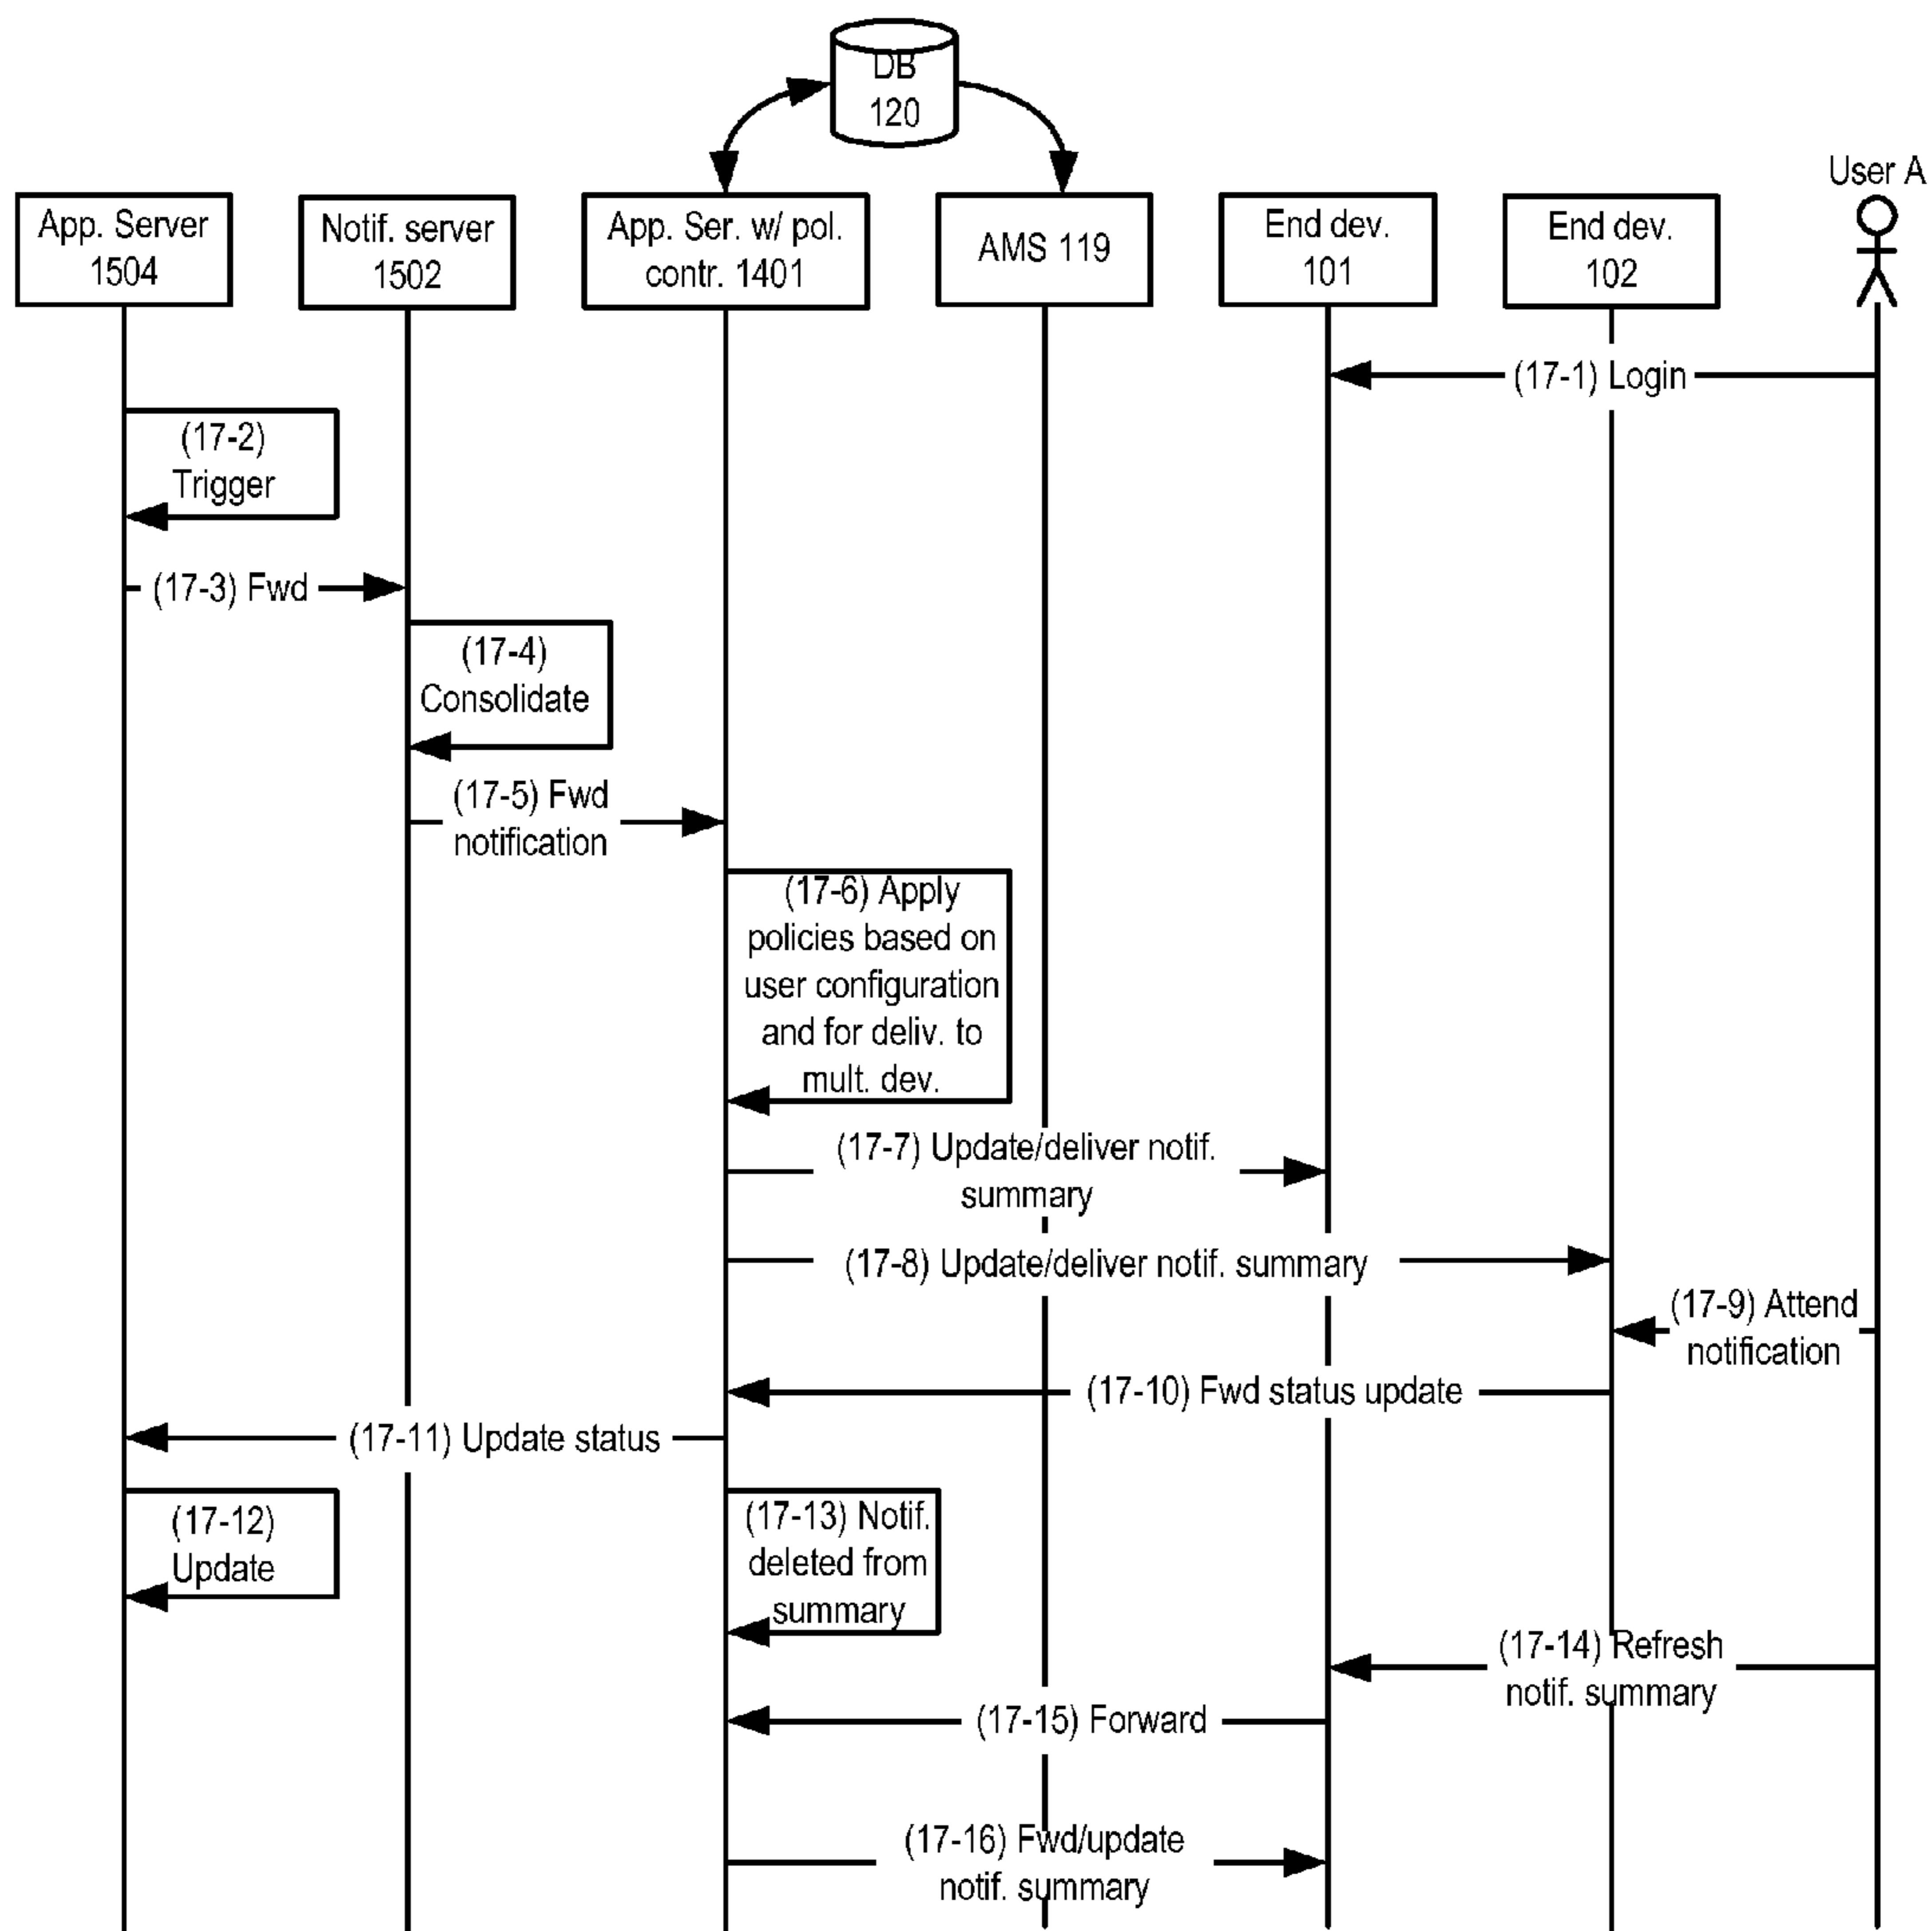 DB
120
User A
App. Server
1504
Notif. server
1502
App. Ser. w/ pol.
contr. 1401
AMS 119
End dev.
101
End dev.
102
(17-1) Login
(17-2)
Trigger
(17-3) Fwd
(17-4)
Consolidate
(17-5) Fwd
notification
(17-6) Apply
policies based on
user configuration
and for deliv. to
mult. dev.
(17-7) Update/deliver notif.
summary
(17-8) Update/deliver notif. summary
(17-9) Attend
notification
(17-10) Fwd status update
(17-11) Update status
(17-12)
Update
(17-13) Notif.
deleted from
summary
(17-14) Refresh
notif. summary
(17-15) Forward
(17-16) Fwd/update
notif. summary